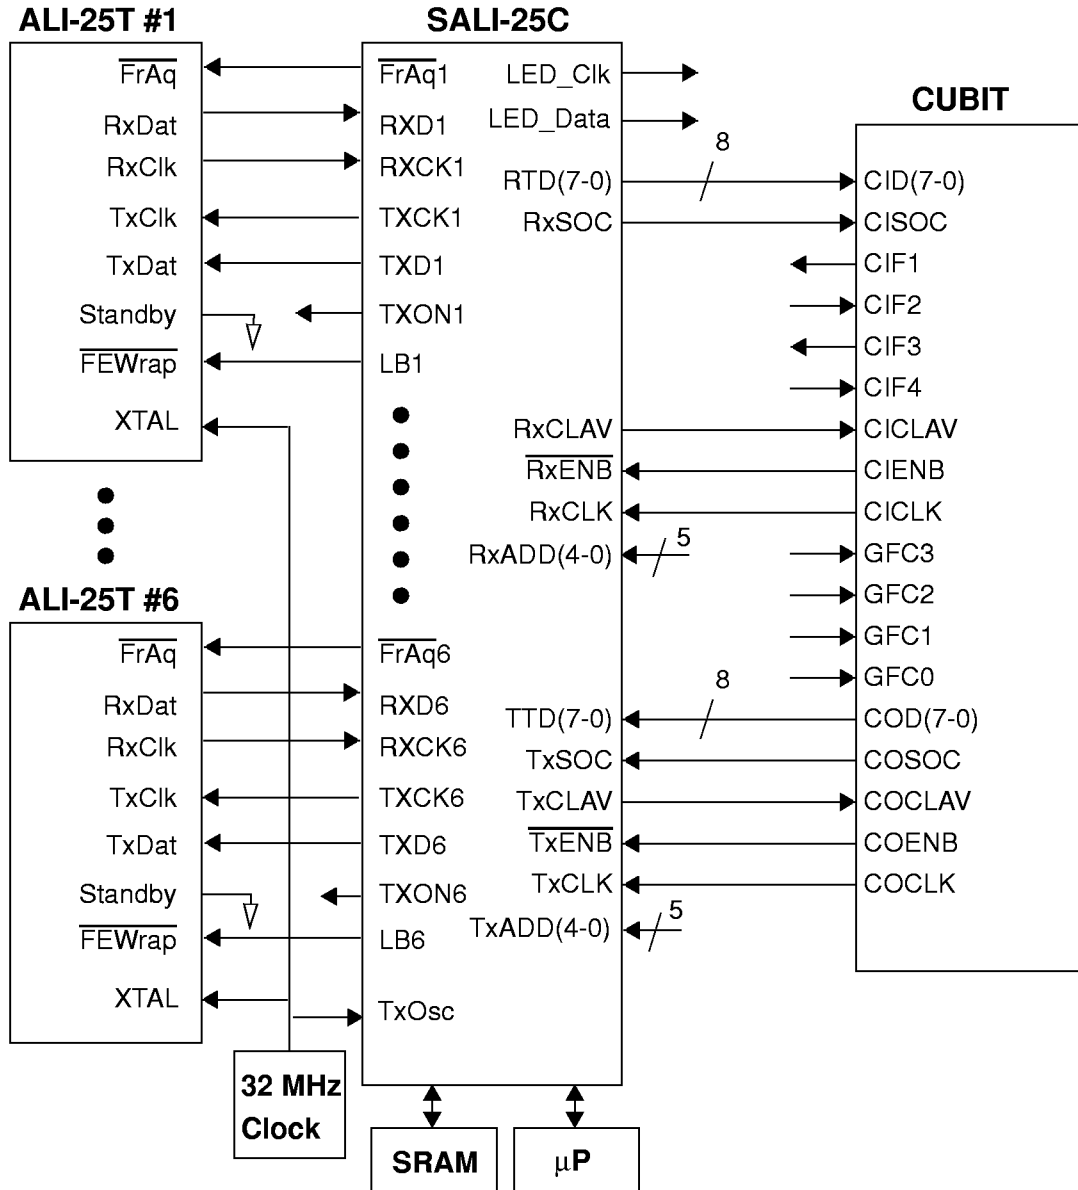 ALI-25T #1
FrAq
RxDat
RxClk
TxClk
TxDat
Standby
FEWrap
XTAL
ALI-25T #6
FrAq
RxDat
RxClk
TxClk
TxDat
Standby
FEWrap
XTAL
32 MHz
Clock
SALI-25C
FrAq1
RXD1
RXCK1
TXCK1
TXD1
TXON1
LB1
FrAq6
RXD6
RXCK6
TXCK6
TXD6
TXON6
LB6
TxOsc
LED_Clk
LED_Data
RTD(7-0)
8
RxSOC
RxCLAV
RxENB
RxCLK
RxADD(4-0)
5
TTD(7-0)
8
TxSOC
TxCLAV
TxENB
TxCLK
TxADD(4-0)
5
SRAM
μP
CUBIT
CID(7-0)
CISOC
CIF1
CIF2
CIF3
CIF4
CICLAV
CIENB
CICLK
GFC3
GFC2
GFC1
GFC0
COD(7-0)
COSOC
COCLAV
COENB
COCLK